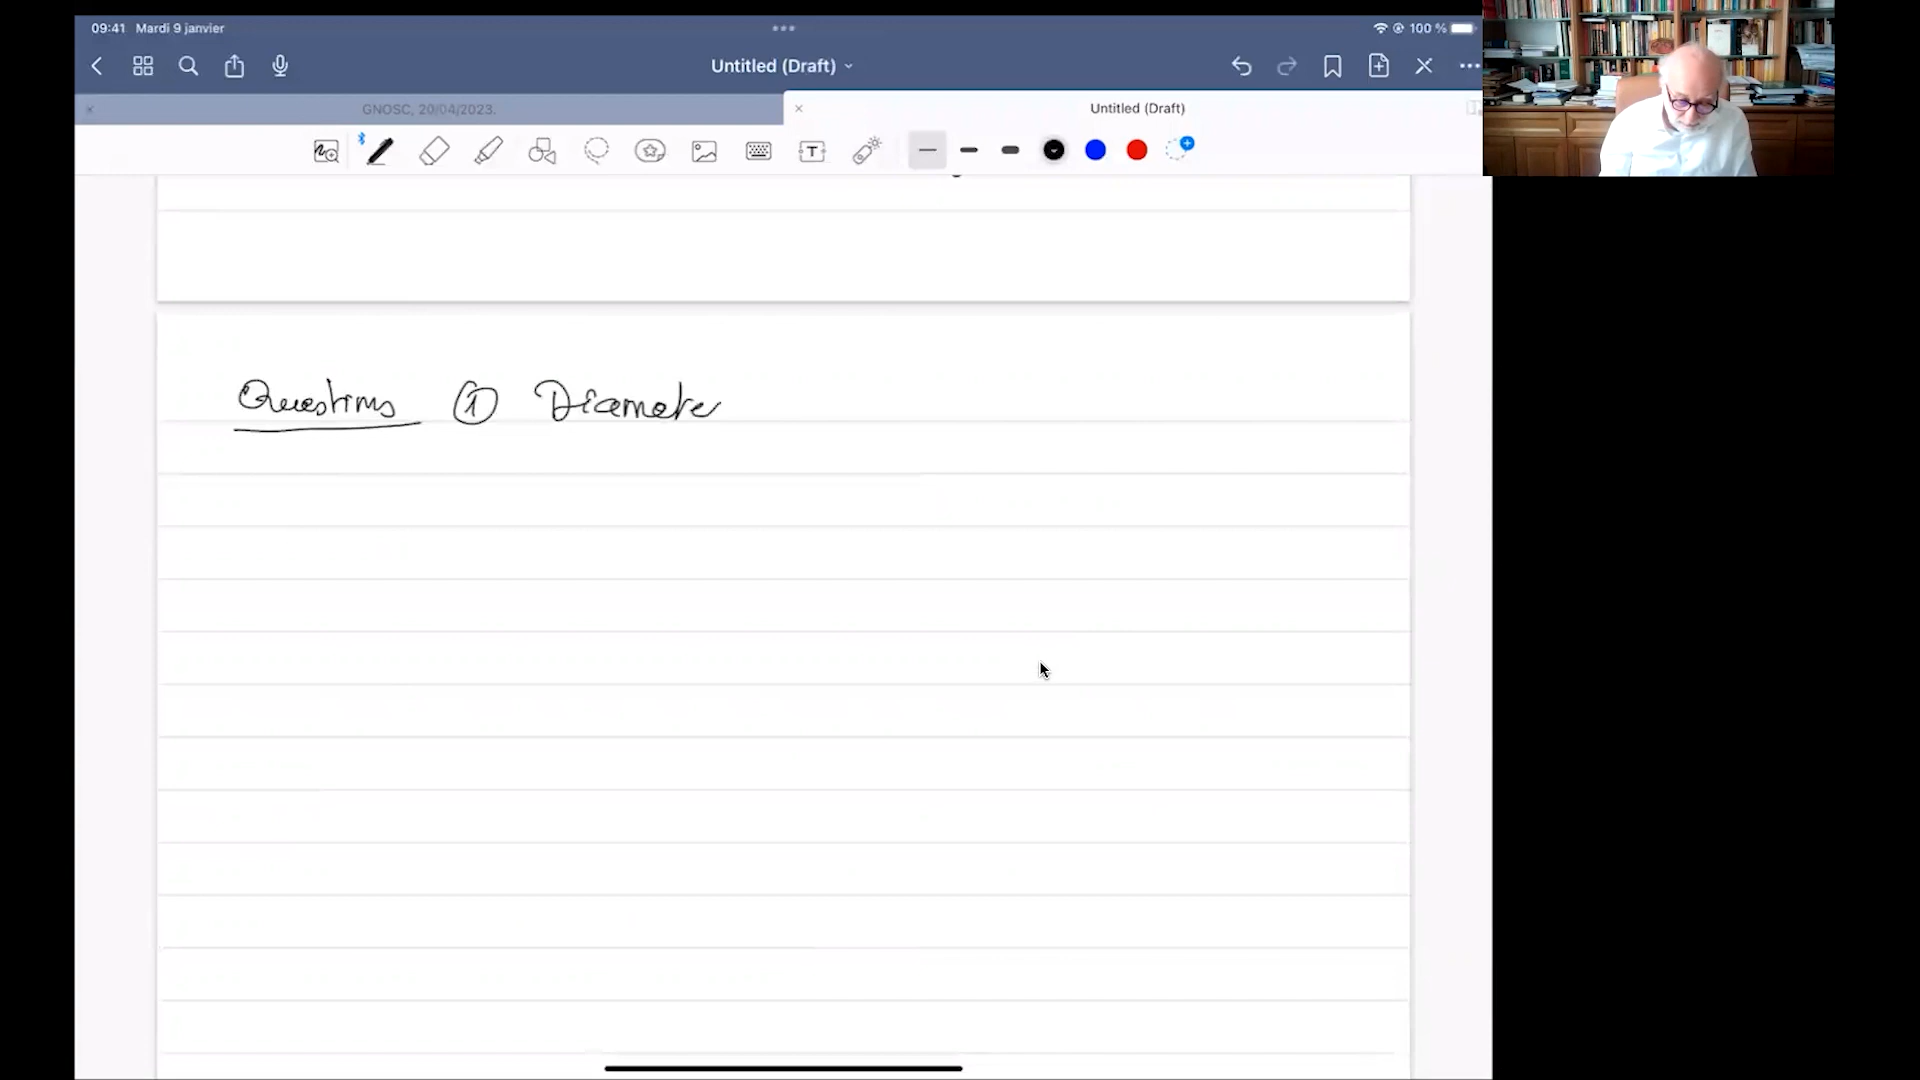 09:41 Mardi 9 janvier
100 %
Untitled (Draft)
GNOSC, 20/04/2023.
Untitled (Draft)
T
Questions ① Diameter